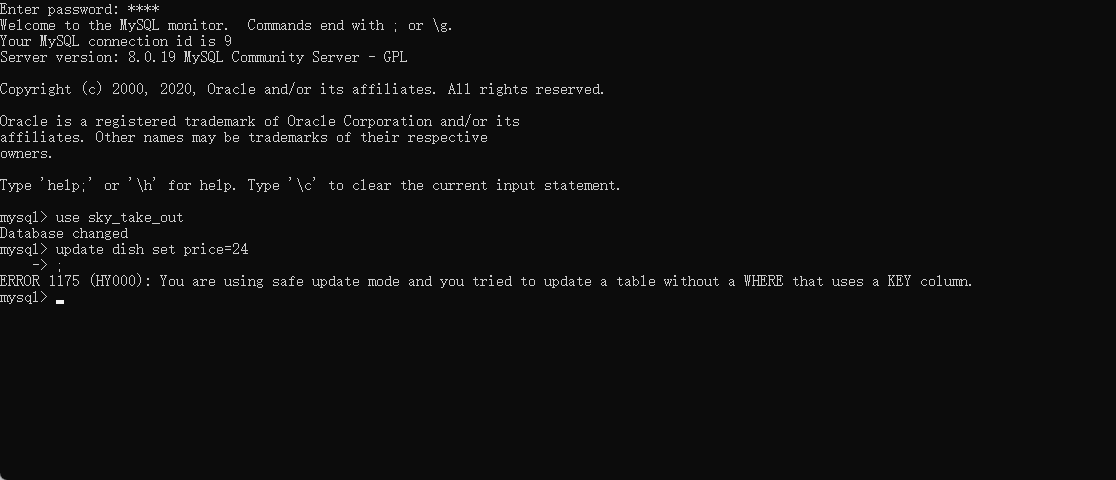 Enter password: ****
Welcome to the MySQL monitor.  Commands end with ; or \g.
Your MySQL connection id is 9
Server version: 8.0.19 MySQL Community Server - GPL
Copyright (c) 2000, 2020, Oracle and/or its affiliates. All rights reserved.
Oracle is a registered trademark of Oracle Corporation and/or its
affiliates. Other names may be trademarks of their respective
owners.
Type 'help;' or '\h' for help. Type '\c' to clear the current input statement.
mysql> use sky_take_out
Database changed
mysql> update dish set price=24
    -> ;
ERROR 1175 (HY000): You are using safe update mode and you tried to update a table without a WHERE that uses a KEY column.
mysql>